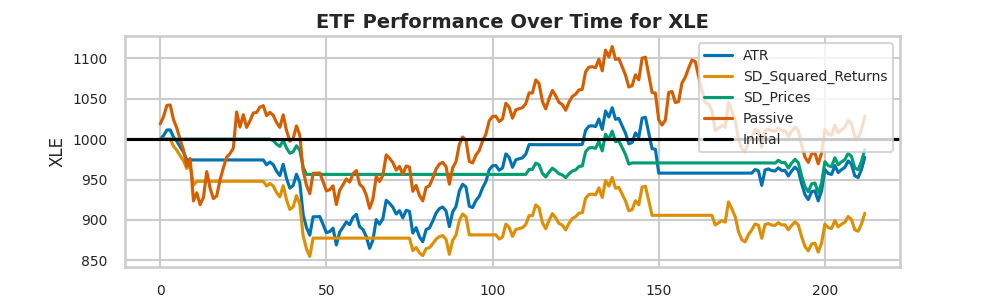 ETF Performance Over Time for XLE
XLE
1100
1050
1000
950
900
850
0
50
100
150
200
ATR
SD_Squared_Returns
SD_Prices
Passive
Initial